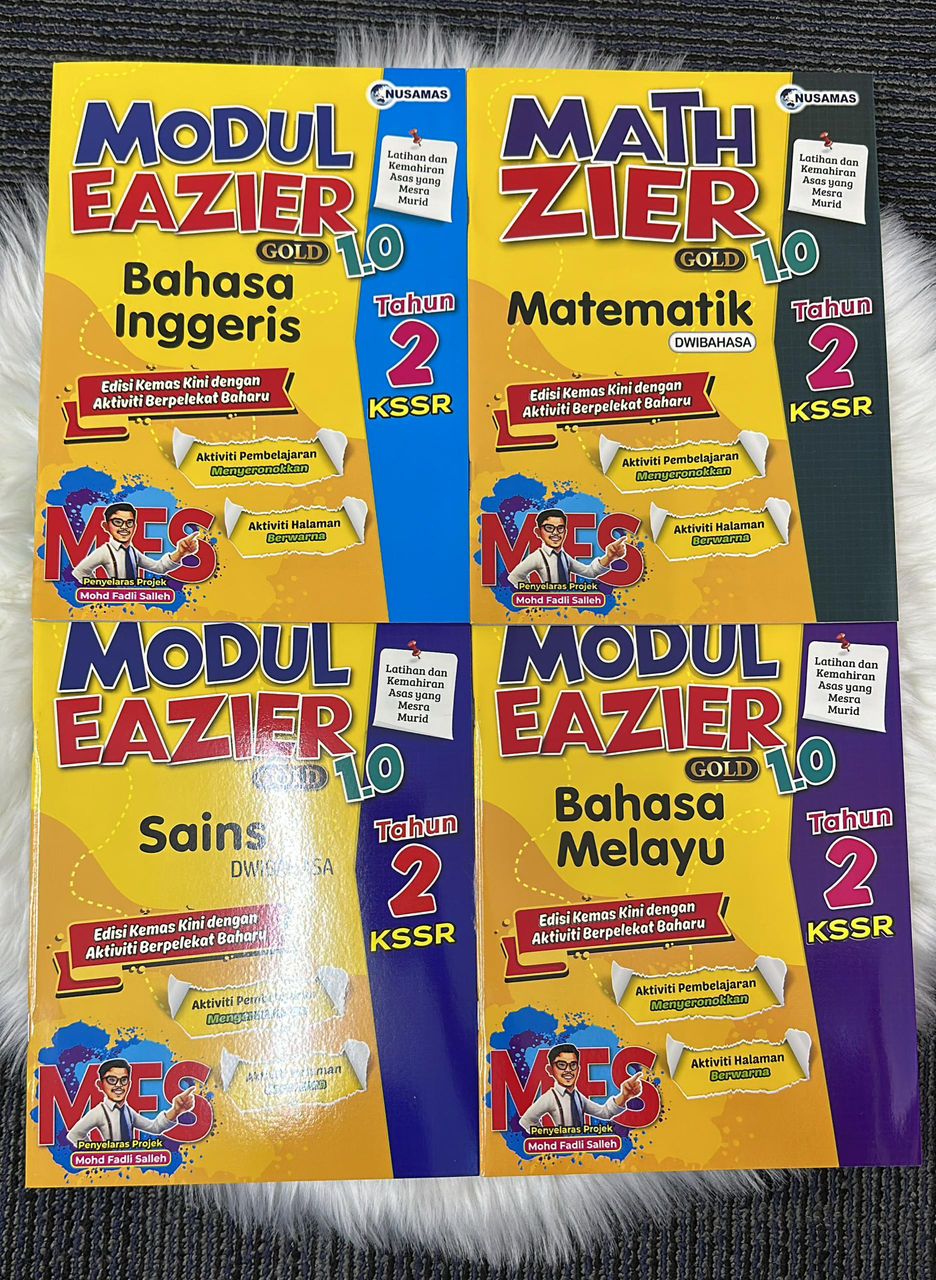 NUSAMAS
MODUL
EAZIER
GOLD 1.0
Bahasa
Inggeris
Latihan dan
Kemahiran
Asas yang
Mesra
Murid
Tahun
2
KSSR
Edisi Kemas Kini dengan
Aktiviti Berpelekat Baharu
Aktiviti Pembelajaran
Menyeronokkan
Aktiviti Halaman
Berwarna
MFS
Penyelaras Projek
Mohd Fadli Salleh
NUSAMAS
MATH
ZIER
GOLD 1.0
Matematik
DWIBAHASA
Latihan dan
Kemahiran
Asas yang
Mesra
Murid
Tahun
2
KSSR
Edisi Kemas Kini dengan
Aktiviti Berpelekat Baharu
Aktiviti Pembelajaran
Menyeronokkan
Aktiviti Halaman
Berwarna
MFS
Penyelaras Projek
Mohd Fadli Salleh
MODUL
EAZIER
GOLD 1.0
Sains
DWIBAHASA
Latihan dan
Kemahiran
Asas yang
Mesra
Murid
Tahun
2
KSSR
Edisi Kemas Kini dengan
Aktiviti Berpelekat Baharu
Aktiviti Pembelajaran
Menyeronokkan
Aktiviti Halaman
Berwarna
MFS
Penyelaras Projek
Mohd Fadli Salleh
MODUL
EAZIER
GOLD 1.0
Bahasa
Melayu
Latihan dan
Kemahiran
Asas yang
Mesra
Murid
Tahun
2
KSSR
Edisi Kemas Kini dengan
Aktiviti Berpelekat Baharu
Aktiviti Pembelajaran
Menyeronokkan
Aktiviti Halaman
Berwarna
MFS
Penyelaras Projek
Mohd Fadli Salleh